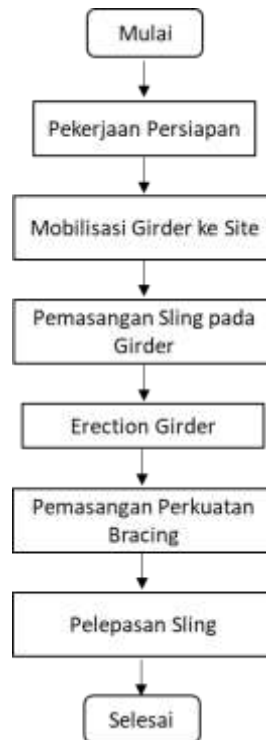 Mulai
Pekerjaan Persiapan
Mobilisasi Girder ke Site
Pemasangan Sling pada
Girder
Erection Girder
Pemasangan Perkuatan
Bracing
Pelepasan Sling
Selesai